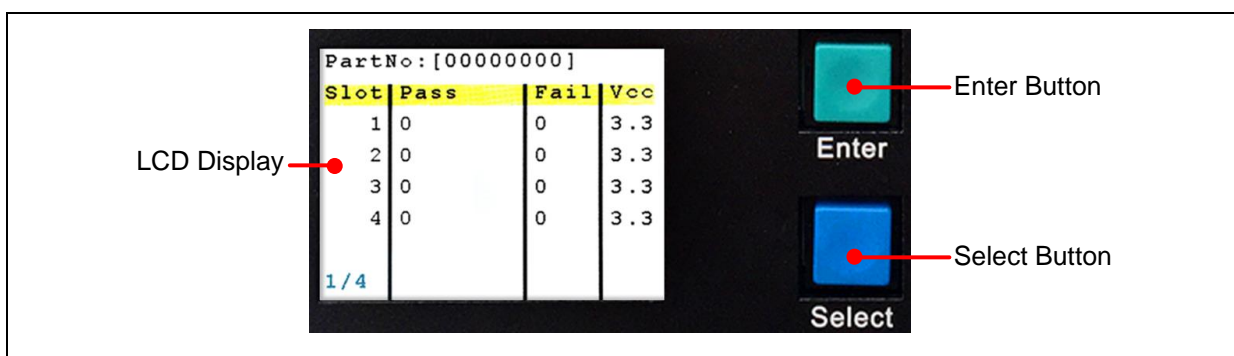 PartNo:[00000000]
Slot Pass Fail Vcc
1 0 0 3.3
2 0 0 3.3
3 0 0 3.3
4 0 0 3.3
1/4
Enter
Select
LCD Display
Enter Button
Select Button